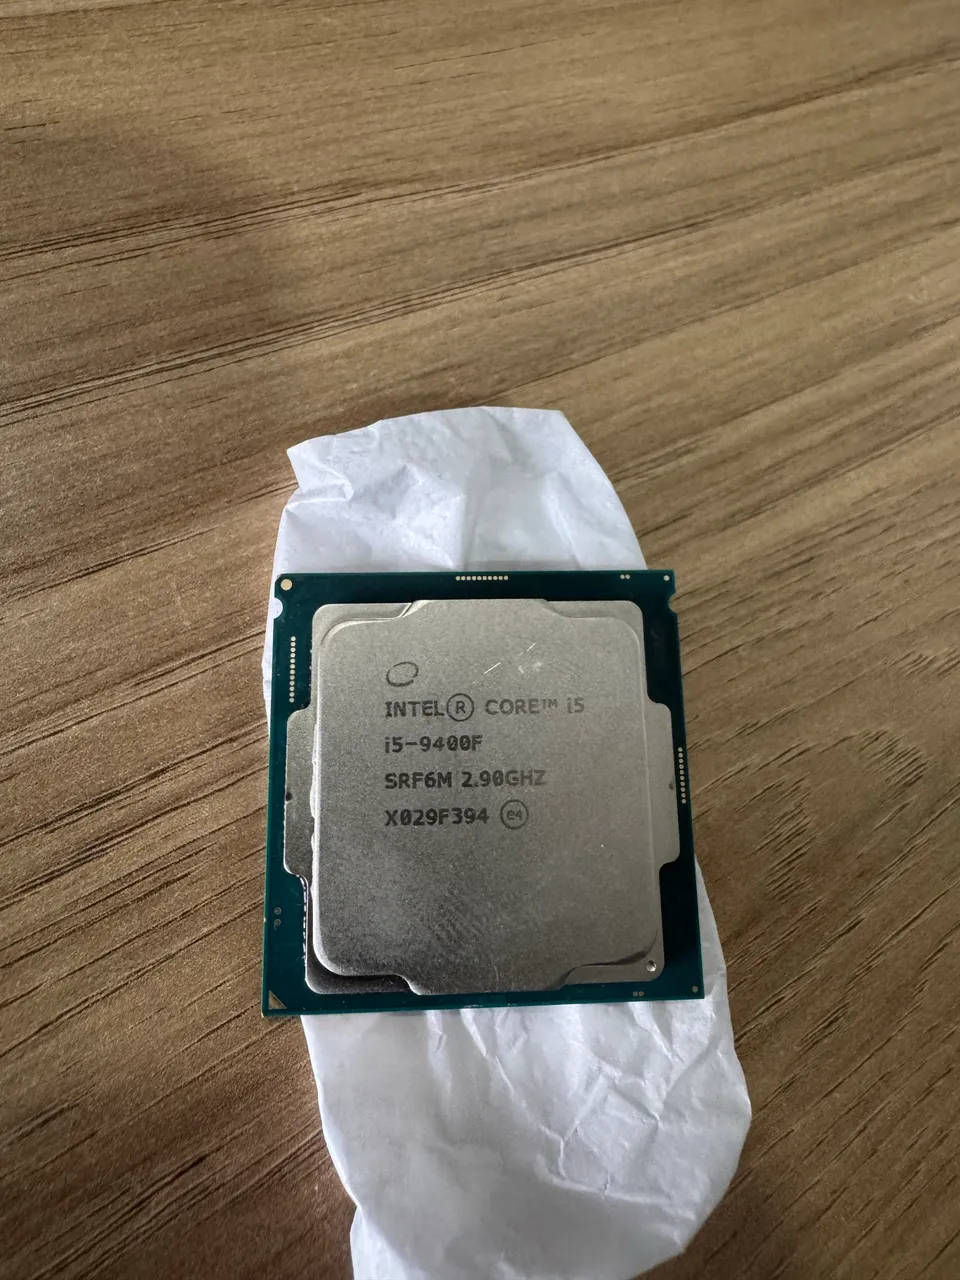 INTEL® CORE™ i5
i5-9400F
SRF6M 2.90GHZ
X029F394 e4